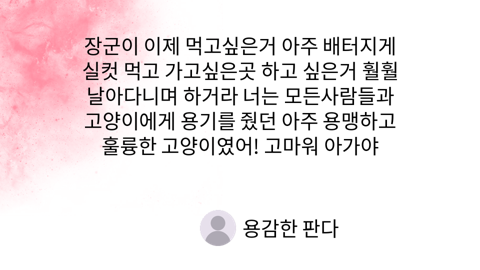 장군이 이제 먹고싶은거 아주 배터지게
실컷 먹고 가고싶은곳 하고 싶은거 훨훨
날아다니며 하거라 너는 모든사람들과
고양이에게 용기를 줬던 아주 용맹하고
훌륭한 고양이였어! 고마워 아가야
용감한 판다